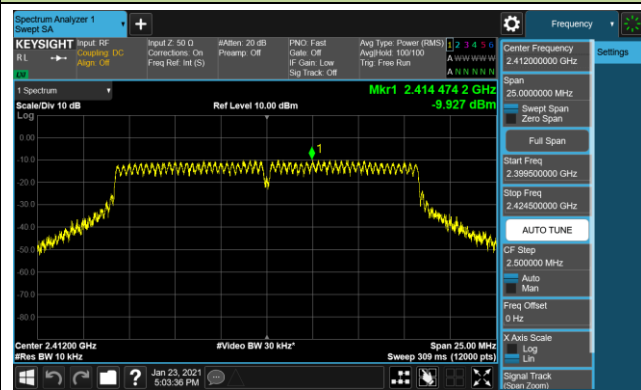 Spectrum Analyzer 1
Swept SA
Frequency
KEYSIGHT
RL
LXI
Input: RF
Coupling: DC
Align: Off
Input Z: 50 Ω
Corrections: On
Freq Ref: Int (S)
#Atten: 20 dB
Preamp: Off
PNO: Fast
Gate: Off
IF Gain: Low
Sig Track: Off
Avg Type: Power (RMS)
Avg|Hold: 100/100
Trig: Free Run
1 2 3 4 5 6
A W W W W W
A N N N N N
1 Spectrum
Scale/Div 10 dB
Log
Ref Level 10.00 dBm
Mkr1 2.414 474 2 GHz
-9.927 dBm
1
0.00
-10.0
-20.0
-30.0
-40.0
-50.0
-60.0
-70.0
-80.0
Center 2.41200 GHz
#Res BW 10 kHz
#Video BW 30 kHz*
Span 25.00 MHz
Sweep 309 ms (12000 pts)
Jan 23, 2021
5:03:36 PM
Center Frequency
2.412000000 GHz
Settings
Span
25.0000000 MHz
Swept Span
Zero Span
Full Span
Start Freq
2.399500000 GHz
Stop Freq
2.424500000 GHz
AUTO TUNE
CF Step
2.500000 MHz
Auto
Man
Freq Offset
0 Hz
X Axis Scale
Log
Lin
Signal Track
(Span Zoom)